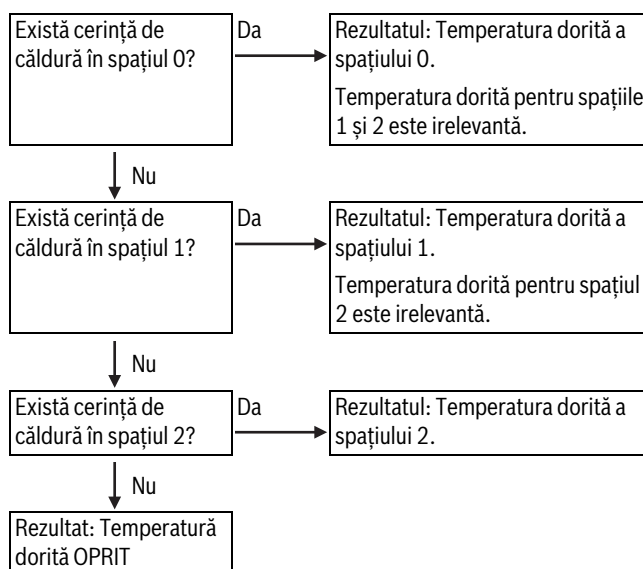 Există cerință de
căldură în spațiul 0?
Da
Rezultatul: Temperatura dorită a
spațiului 0.
Temperatura dorită pentru spațiile
1 și 2 este irelevantă.
Nu
Există cerință de
căldură în spațiul 1?
Da
Rezultatul: Temperatura dorită a
spațiului 1.
Temperatura dorită pentru spațiul
2 este irelevantă.
Nu
Există cerință de
căldură în spațiul 2?
Da
Rezultatul: Temperatura dorită a
spațiului 2.
Nu
Rezultat: Temperatură
dorită OPRIT